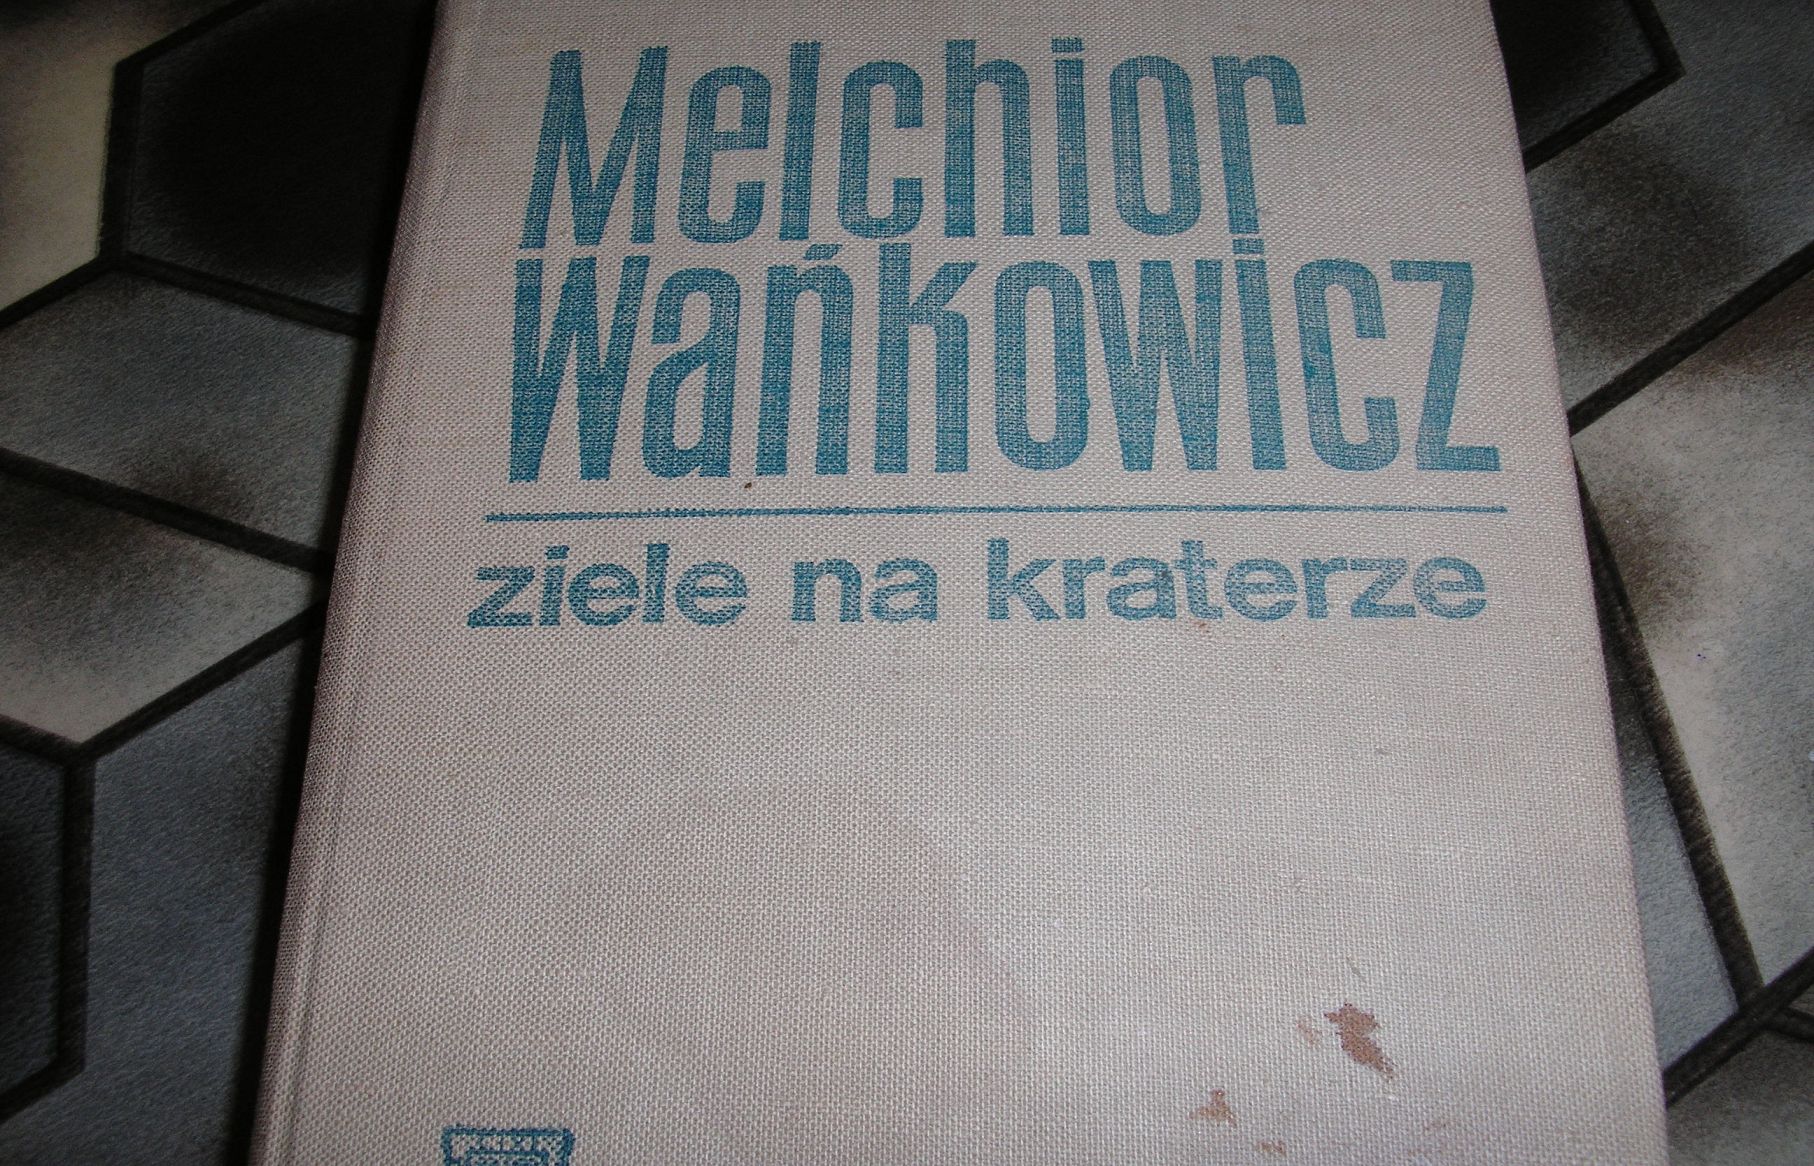 Melchior
Wańkowicz
ziele na kraterze